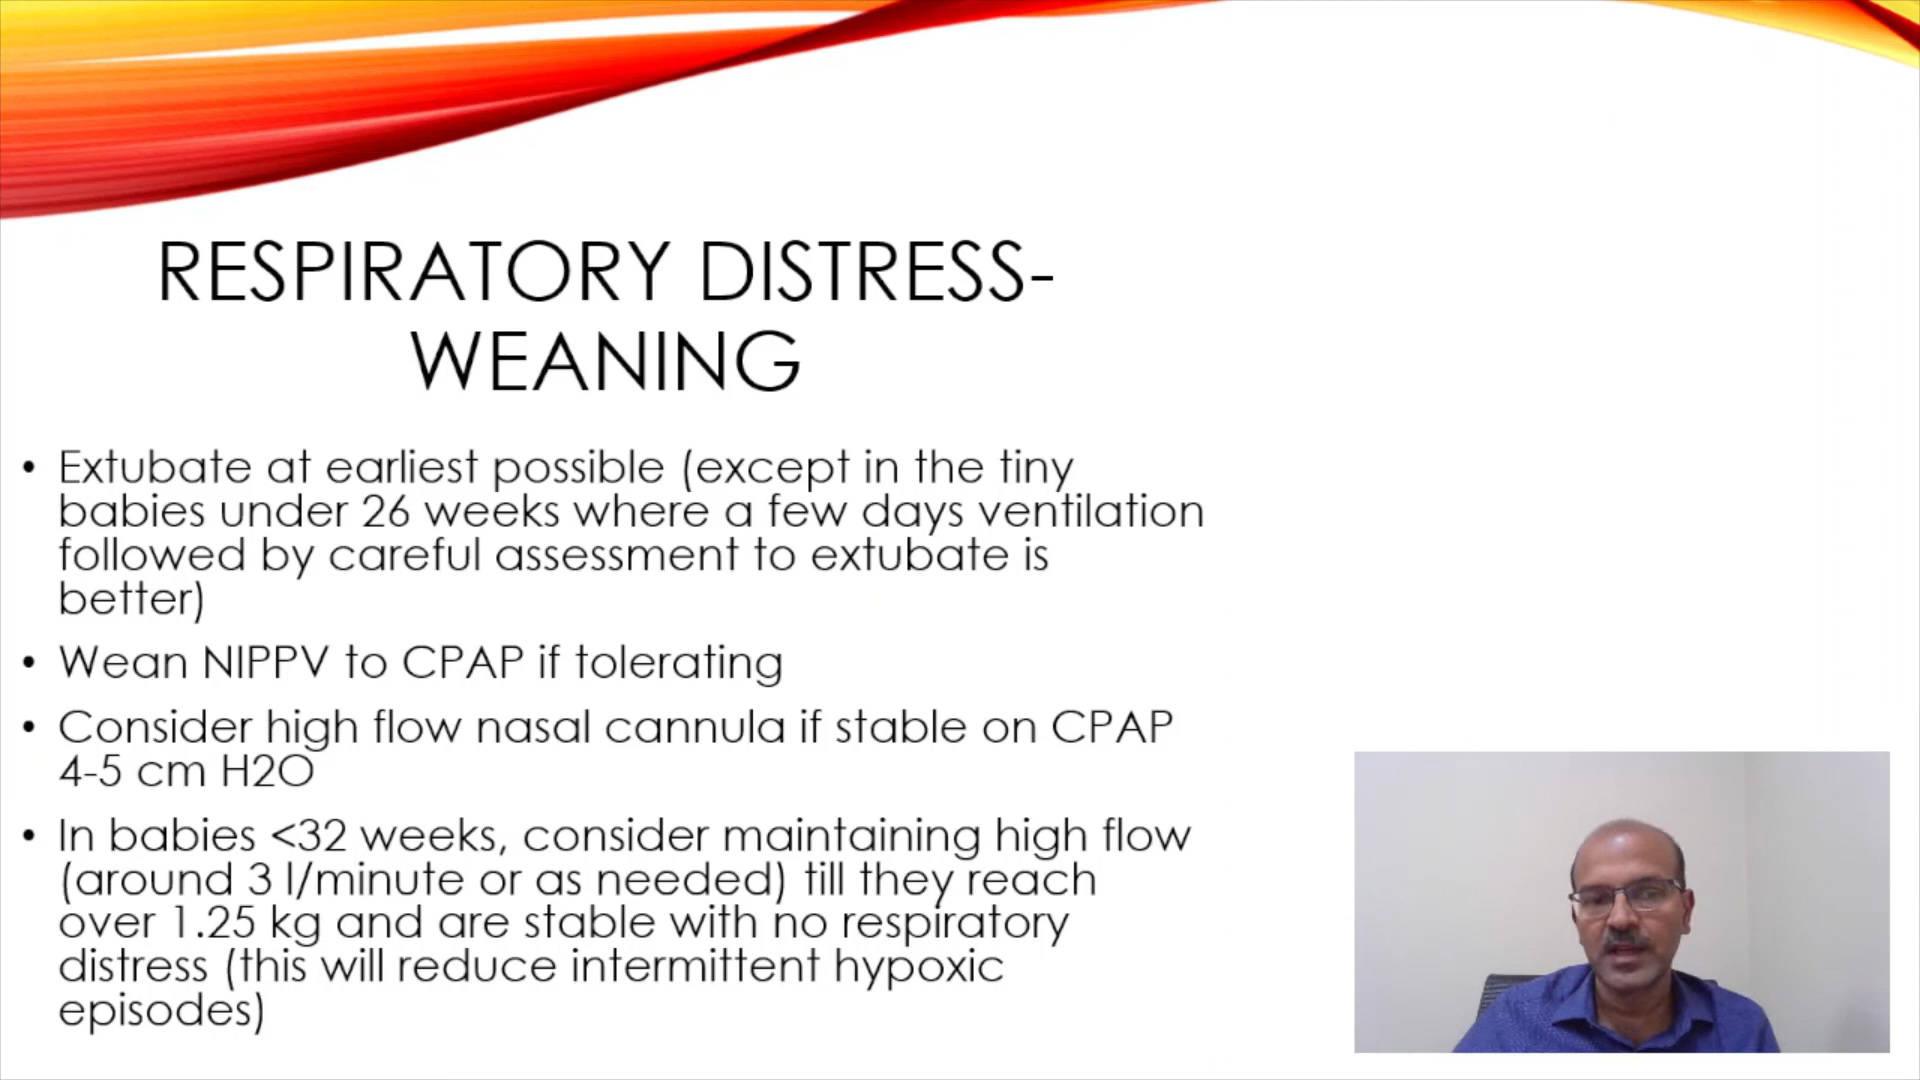 RESPIRATORY DISTRESS-
WEANING
• Extubate at earliest possible (except in the tiny
babies under 26 weeks where a few days ventilation
followed by careful assessment to extubate is
better)
• Wean NIPPV to CPAP if tolerating
• Consider high flow nasal cannula if stable on CPAP
4-5 cm H2O
• In babies <32 weeks, consider maintaining high flow
(around 3 l/minute or as needed) till they reach
over 1.25 kg and are stable with no respiratory
distress (this will reduce intermittent hypoxic
episodes)